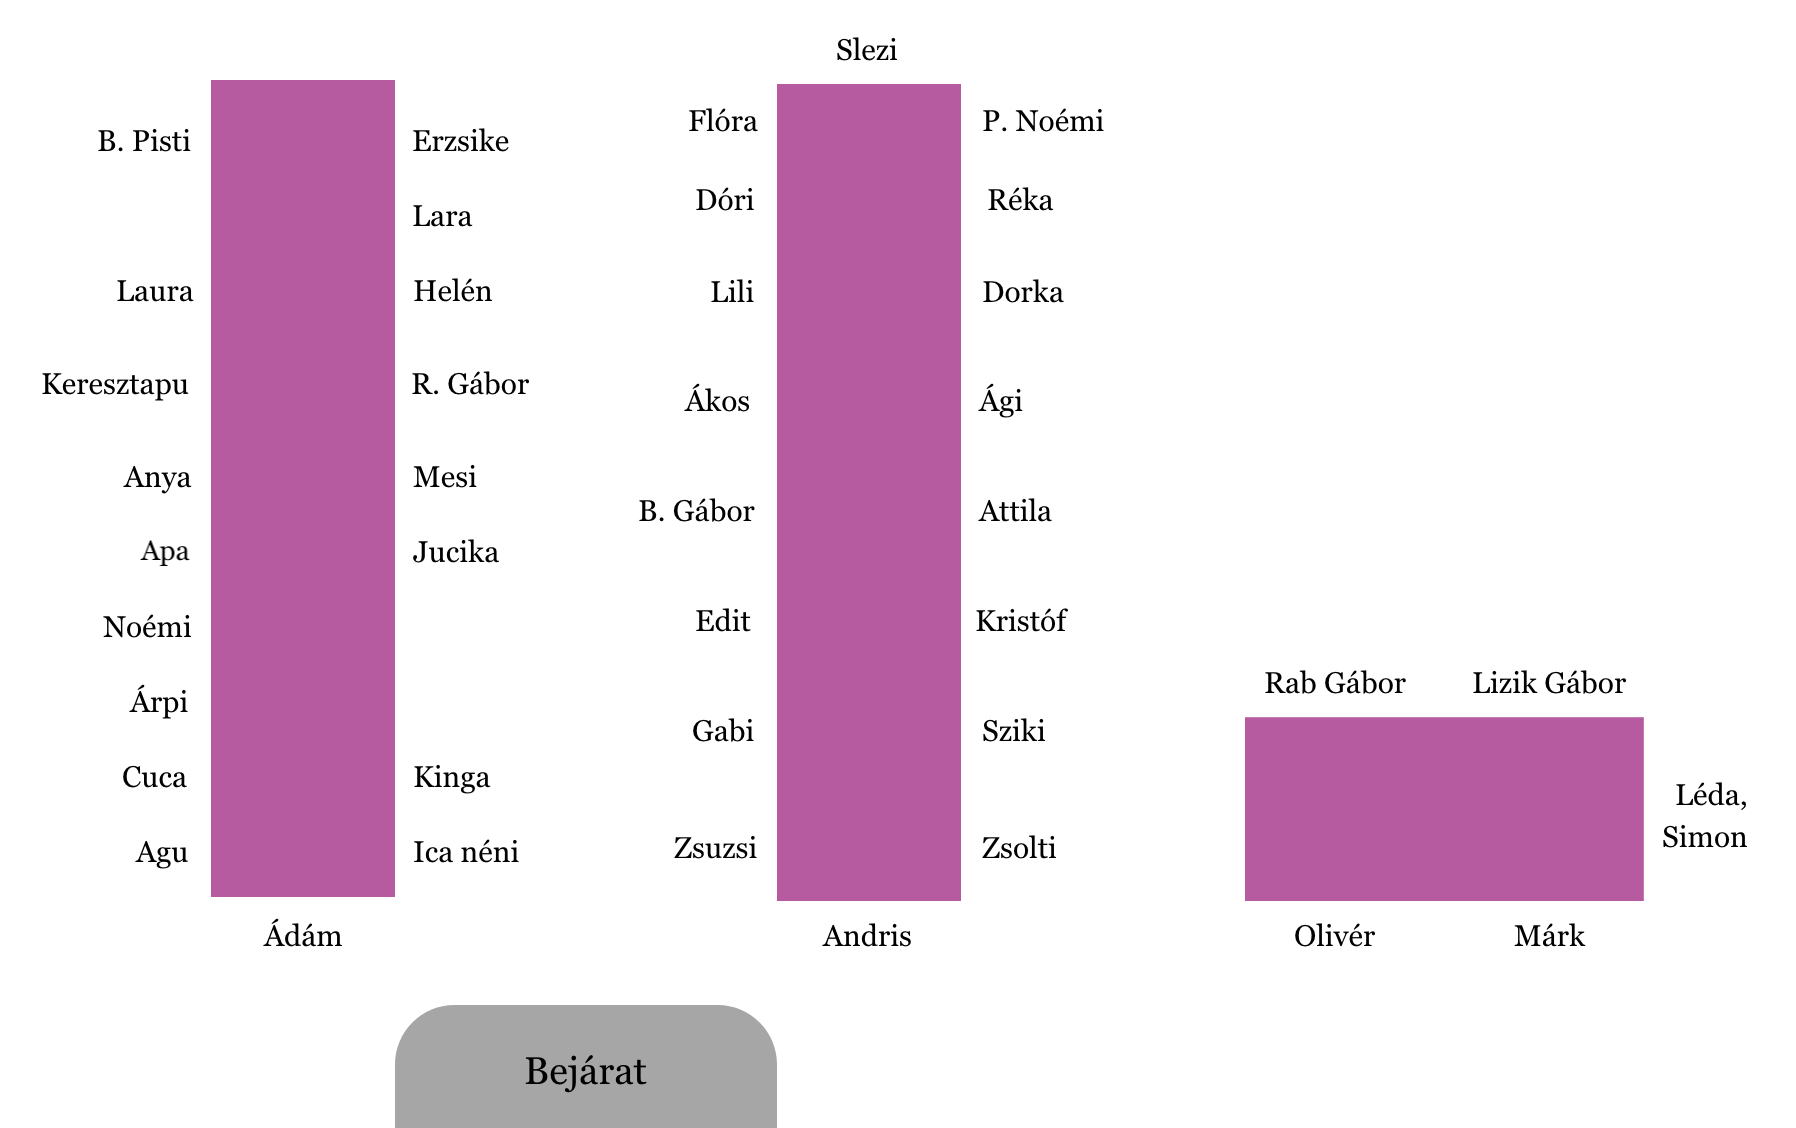 Slezi
B. Pisti
Erzsike
Lara
Laura
Helén
Keresztapu
R. Gábor
Anya
Mesi
Apa
Jucika
Noémi
Árpi
Cuca
Kinga
Agu
Ica néni
Ádám
Flóra
P. Noémi
Dóri
Réka
Lili
Dorka
Ákos
Ági
B. Gábor
Attila
Edit
Kristóf
Gabi
Sziki
Zsuzsi
Zsolti
Andris
Rab Gábor
Lizik Gábor
Léda,
Simon
Olivér
Márk
Bejárat